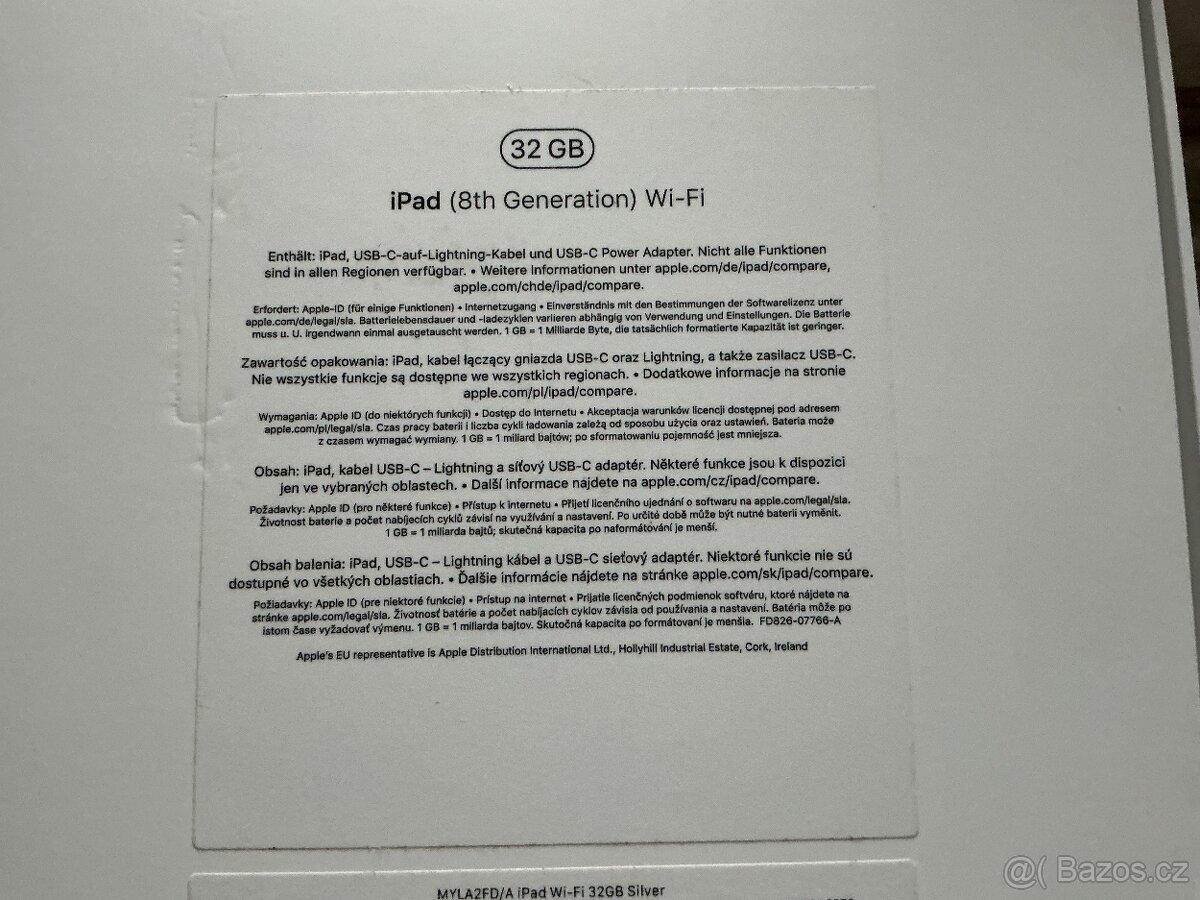 32 GB
iPad (8th Generation) Wi-Fi
Enthält: iPad, USB-C-auf-Lightning-Kabel und USB-C Power Adapter. Nicht alle Funktionen
sind in allen Regionen verfügbar. • Weitere Informationen unter apple.com/de/ipad/compare,
apple.com/chde/ipad/compare.
Erfordert: Apple-ID (für einige Funktionen) • Internetzugang • Einverständnis mit den Bestimmungen der Softwarelizenz unter
apple.com/de/legal/sla. Batterielebensdauer und -ladezyklen variieren abhängig von Verwendung und Einstellungen. Die Batterie
muss u. U. irgendwann einmal ausgetauscht werden. 1 GB = 1 Milliarde Byte, die tatsächlich formatierte Kapazität ist geringer.
Zawartość opakowania: iPad, kabel łączący gniazda USB-C oraz Lightning, a także zasilacz USB-C.
Nie wszystkie funkcje są dostępne we wszystkich regionach. • Dodatkowe informacje na stronie
apple.com/pl/ipad/compare.
Wymagania: Apple ID (do niektórych funkcji) • Dostęp do Internetu • Akceptacja warunków licencji dostępnej pod adresem
apple.com/pl/legal/sla. Czas pracy baterii i liczba cykli ładowania zależą od sposobu użycia oraz ustawień. Bateria może
z czasem wymagać wymiany. 1 GB = 1 miliard bajtów; po sformatowaniu pojemność jest mniejsza.
Obsah: iPad, kabel USB-C – Lightning a síťový USB-C adaptér. Některé funkce jsou k dispozici
jen ve vybraných oblastech. • Další informace najdete na apple.com/cz/ipad/compare.
Požadavky: Apple ID (pro některé funkce) • Přístup k internetu • Přijetí licenčního ujednání o softwaru na apple.com/legal/sla.
Životnost baterie a počet nabíjecích cyklů závisí na využívání a nastavení. Po určité době může být nutné baterii vyměnit.
1 GB = 1 miliarda bajtů; skutečná kapacita po naformátování je menší.
Obsah balenia: iPad, USB-C – Lightning kábel a USB-C sieťový adaptér. Niektoré funkcie nie sú
dostupné vo všetkých oblastiach. • Ďalšie informácie nájdete na stránke apple.com/sk/ipad/compare.
Požiadavky: Apple ID (pre niektoré funkcie) • Prístup na internet • Prijatie licenčných podmienok softvéru, ktoré nájdete na
stránke apple.com/legal/sla. Životnosť batérie a počet nabíjacích cyklov závisia od používania a nastavení. Batéria môže po
istom čase vyžadovať výmenu. 1 GB = 1 miliarda bajtov. Skutočná kapacita po formátovaní je menšia. FD826-07766-A
Apple's EU representative is Apple Distribution International Ltd., Hollyhill Industrial Estate, Cork, Ireland
MYLA2FD/A iPad Wi-Fi 32GB Silver
@( Bazos.cz